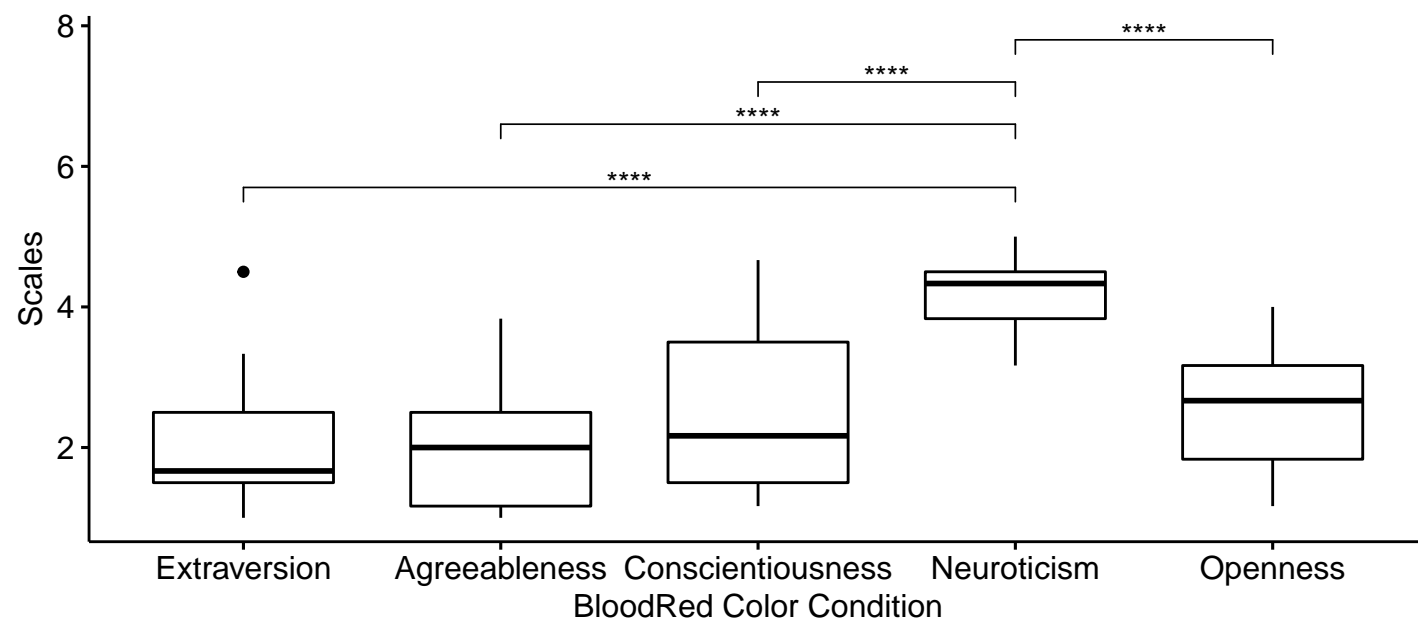 8
****
****
****
6
****
Scales
4
2
Extraversion Agreeableness Conscientiousness Neuroticism Openness
BloodRed Color Condition